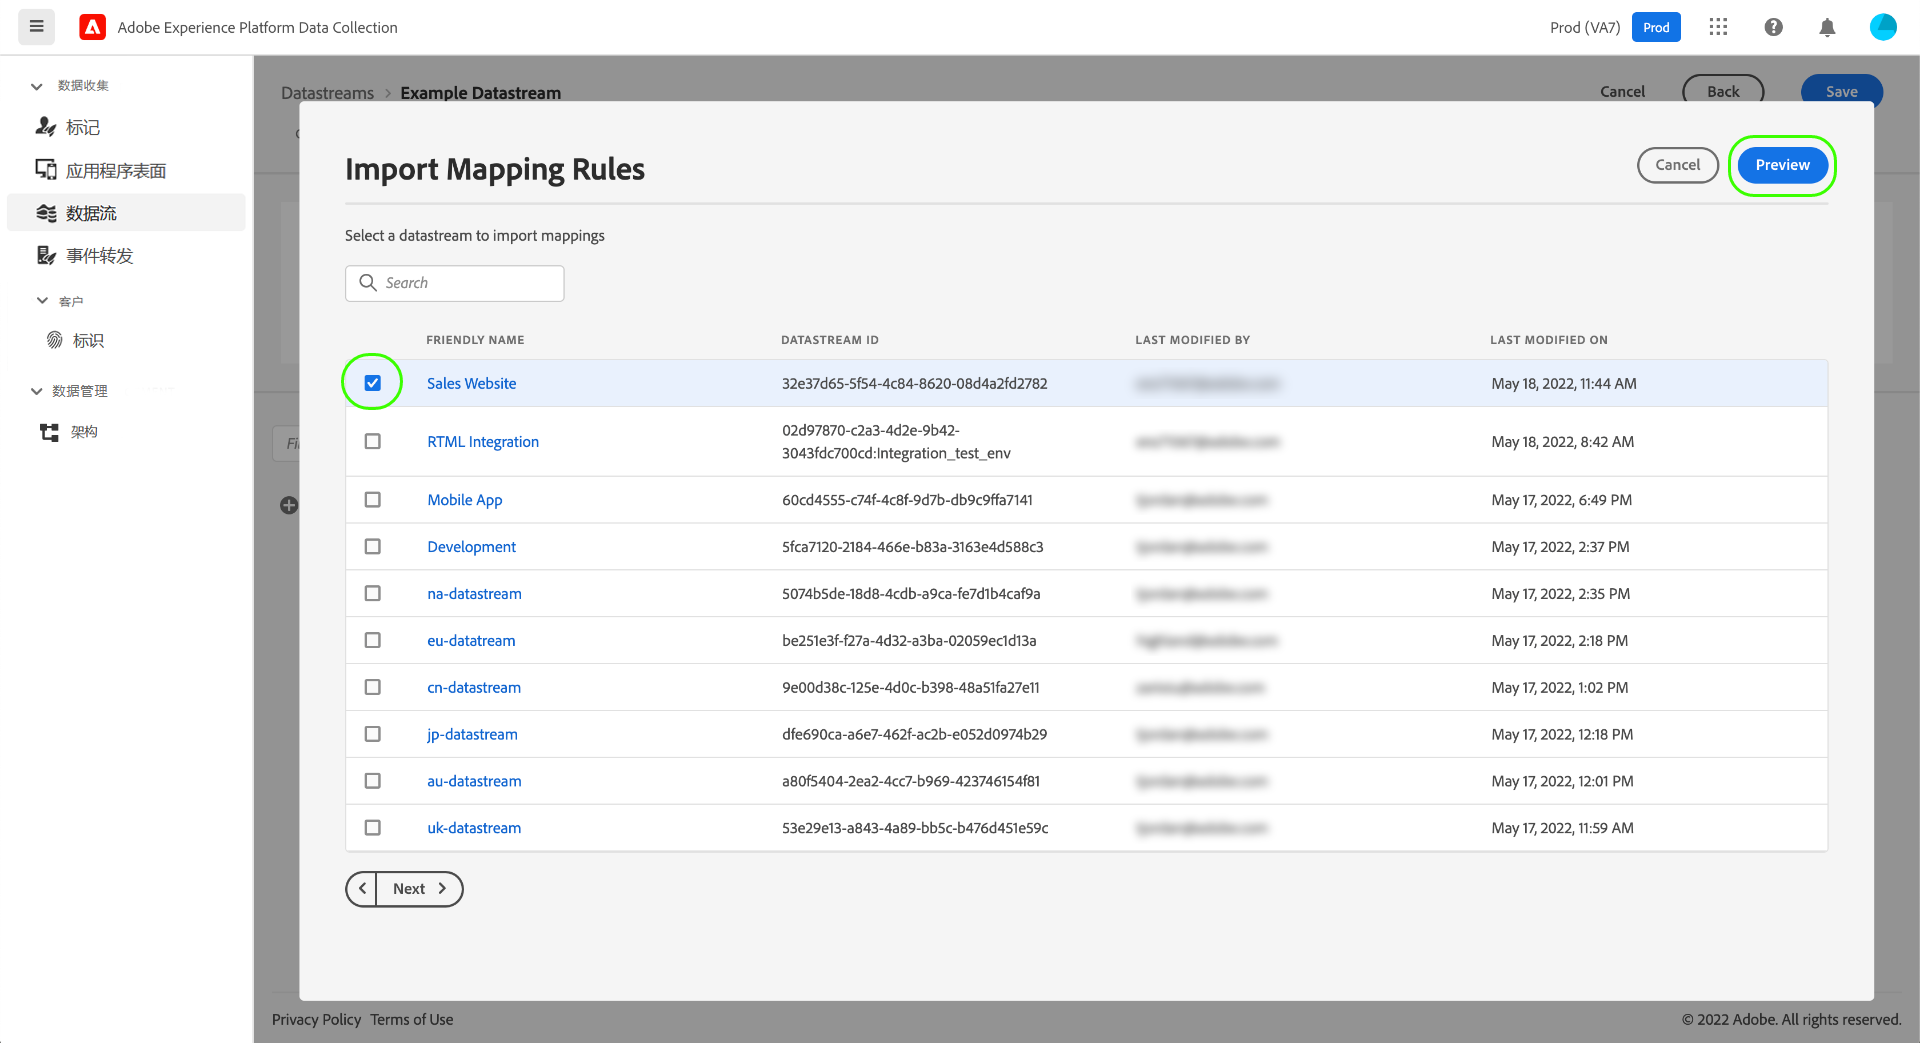 Adobe Experience Platform Data Collection
Prod (VA7)
Prod
数据收集
标记
应用程序表面
数据流
事件转发
客户
标识
数据管理
架构
Datastreams > Example Datastream
Cancel
Back
Save
Import Mapping Rules
Cancel
Preview
Select a datastream to import mappings
Search
FRIENDLY NAME DATASTREAM ID LAST MODIFIED BY LAST MODIFIED ON
Sales Website 32e37d65-5f54-4c84-8620-08d4a2fd2782 May 18, 2022, 11:44 AM
RTML Integration 02d97870-c2a3-4d2e-9b42-
3043fdc700cd:Integration_test_env May 18, 2022, 8:42 AM
Mobile App 60cd4555-c74f-4c8f-9d7b-db9c9ffa7141 May 17, 2022, 6:49 PM
Development 5fca7120-2184-466e-b83a-3163e4d588c3 May 17, 2022, 2:37 PM
na-datastream 5074b5de-18d8-4cdb-a9ca-fe7d1b4caf9a May 17, 2022, 2:35 PM
eu-datatream be251e3f-f27a-4d32-a3ba-02059ec1d13a May 17, 2022, 2:18 PM
cn-datastream 9e00d38c-125e-4d0c-b398-48a51fa27e11 May 17, 2022, 1:02 PM
jp-datastream dfe690ca-a6e7-462f-ac2b-e052d0974b29 May 17, 2022, 12:18 PM
au-datastream a80f5404-2ea2-4cc7-b969-423746154f81 May 17, 2022, 12:01 PM
uk-datastream 53e29e13-a843-4a89-bb5c-b476d451e59c May 17, 2022, 11:59 AM
Next
Privacy Policy Terms of Use
© 2022 Adobe. All rights reserved.